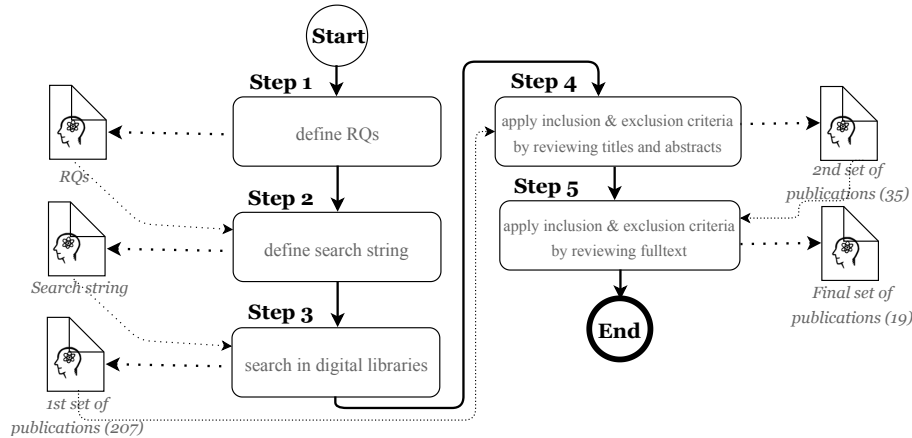 Start
Step 1
define RQs
RQs
Step 2
define search string
Search string
Step 3
search in digital libraries
1st set of
publications (207)
Step 4
apply inclusion & exclusion criteria
by reviewing titles and abstracts
2nd set of
publications (35)
Step 5
apply inclusion & exclusion criteria
by reviewing fulltext
Final set of
publications (19)
End